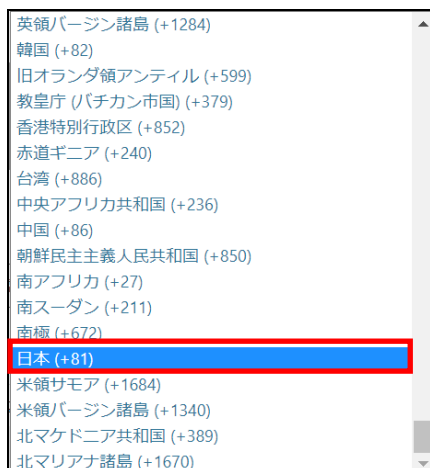 英領バージン諸島 (+1284)
韓国 (+82)
旧オランダ領アンティル (+599)
教皇庁 (バチカン市国) (+379)
香港特別行政区 (+852)
赤道ギニア (+240)
台湾 (+886)
中央アフリカ共和国 (+236)
中国 (+86)
朝鮮民主主義人民共和国 (+850)
南アフリカ (+27)
南スーダン (+211)
南極 (+672)
日本 (+81)
米領サモア (+1684)
米領バージン諸島 (+1340)
北マケドニア共和国 (+389)
北マリアナ諸島 (+1670)